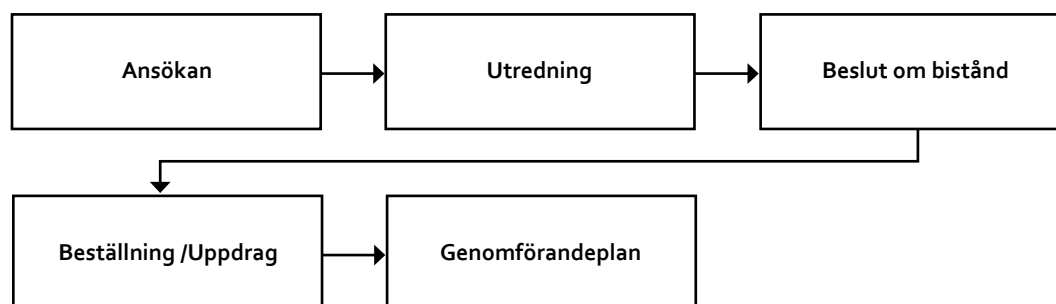 Ansökan
Utredning
Beslut om bistånd
Beställning /Uppdrag
Genomförandeplan